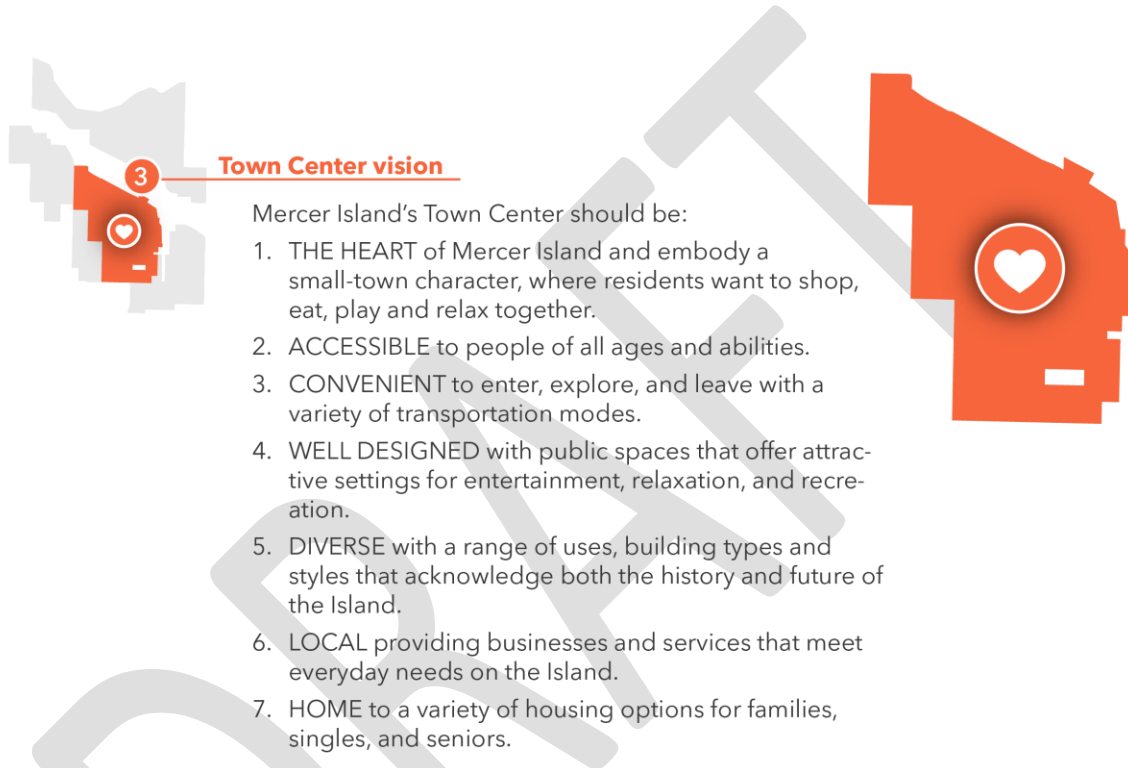 3
Town Center vision
Mercer Island's Town Center should be:
1. THE HEART of Mercer Island and embody a
small-town character, where residents want to shop,
eat, play and relax together.
2. ACCESSIBLE to people of all ages and abilities.
3. CONVENIENT to enter, explore, and leave with a
variety of transportation modes.
4. WELL DESIGNED with public spaces that offer attrac-
tive settings for entertainment, relaxation, and recre-
ation.
5. DIVERSE with a range of uses, building types and
styles that acknowledge both the history and future of
the Island.
6. LOCAL providing businesses and services that meet
everyday needs on the Island.
7. HOME to a variety of housing options for families,
singles, and seniors.
DRAFT